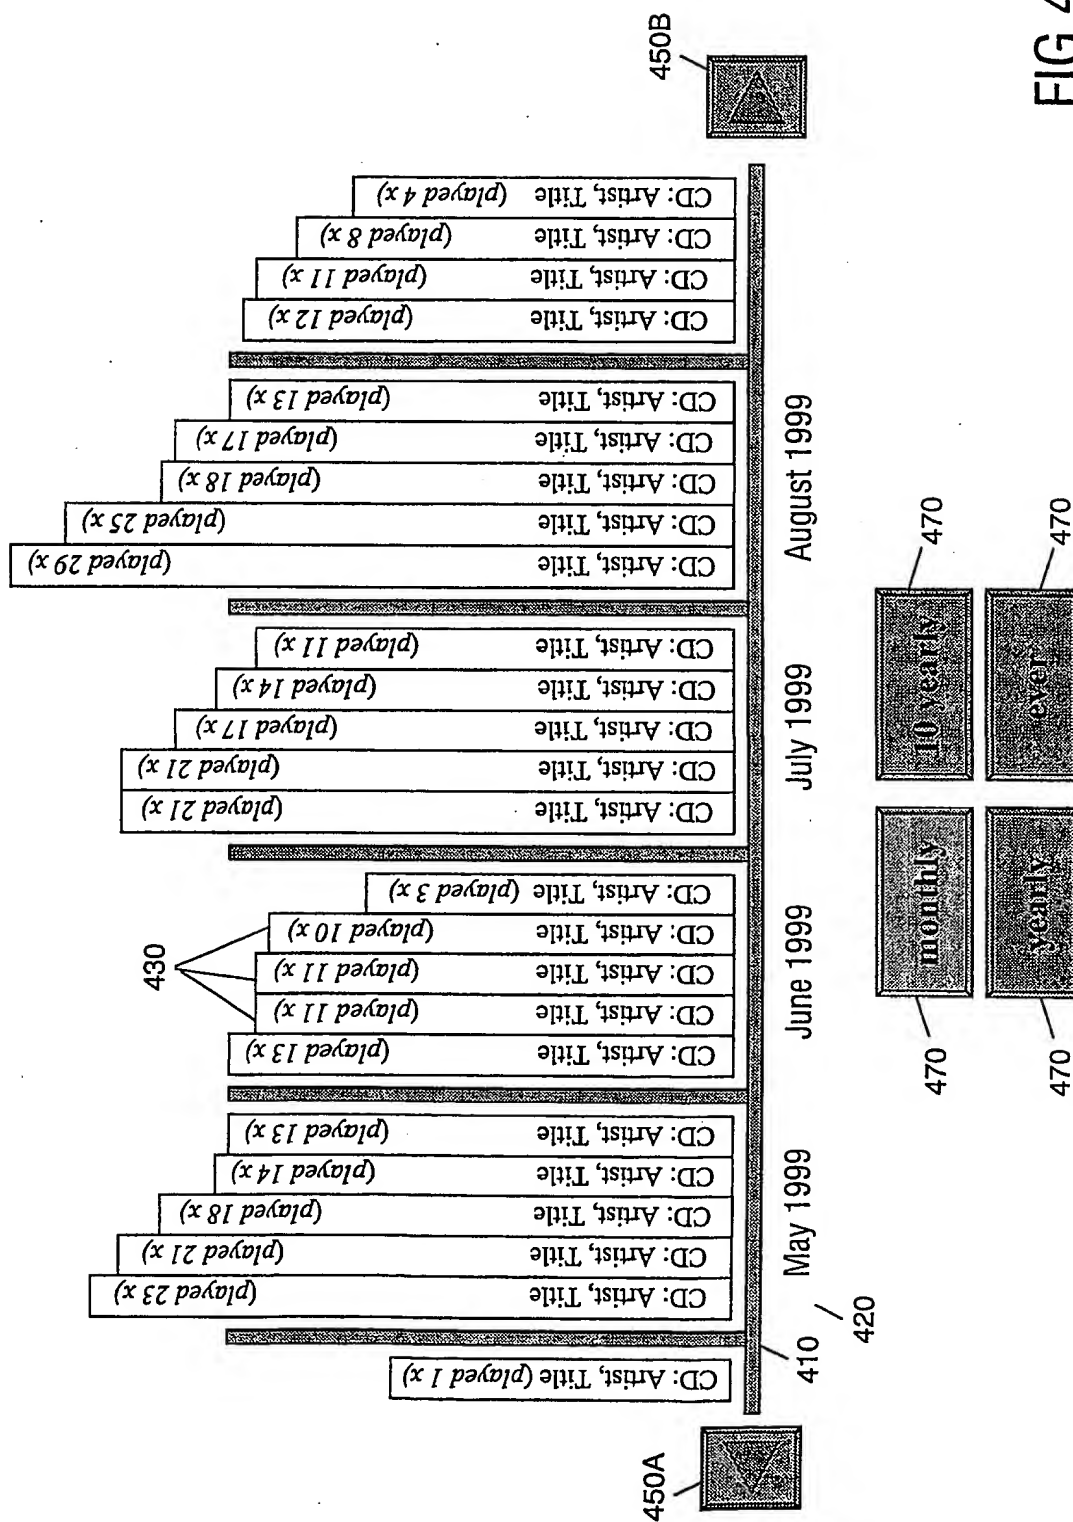 430
450A
CD: Artist, Title (played 1 x)
CD: Artist, Title (played 23 x)
CD: Artist, Title (played 21 x)
CD: Artist, Title (played 18 x)
CD: Artist, Title (played 14 x)
CD: Artist, Title (played 13 x)
CD: Artist, Title (played 13 x)
CD: Artist, Title (played 11 x)
CD: Artist, Title (played 11 x)
CD: Artist, Title (played 10 x)
CD: Artist, Title (played 3 x)
CD: Artist, Title (played 21 x)
CD: Artist, Title (played 21 x)
CD: Artist, Title (played 17 x)
CD: Artist, Title (played 14 x)
CD: Artist, Title (played 11 x)
CD: Artist, Title (played 29 x)
CD: Artist, Title (played 25 x)
CD: Artist, Title (played 18 x)
CD: Artist, Title (played 17 x)
CD: Artist, Title (played 13 x)
CD: Artist, Title (played 12 x)
CD: Artist, Title (played 11 x)
CD: Artist, Title (played 8 x)
CD: Artist, Title (played 4 x)
450B
410
420
May 1999
June 1999
July 1999
August 1999
470
monthly
10 yearly
470
470
yearly
ever
470
FIG 4